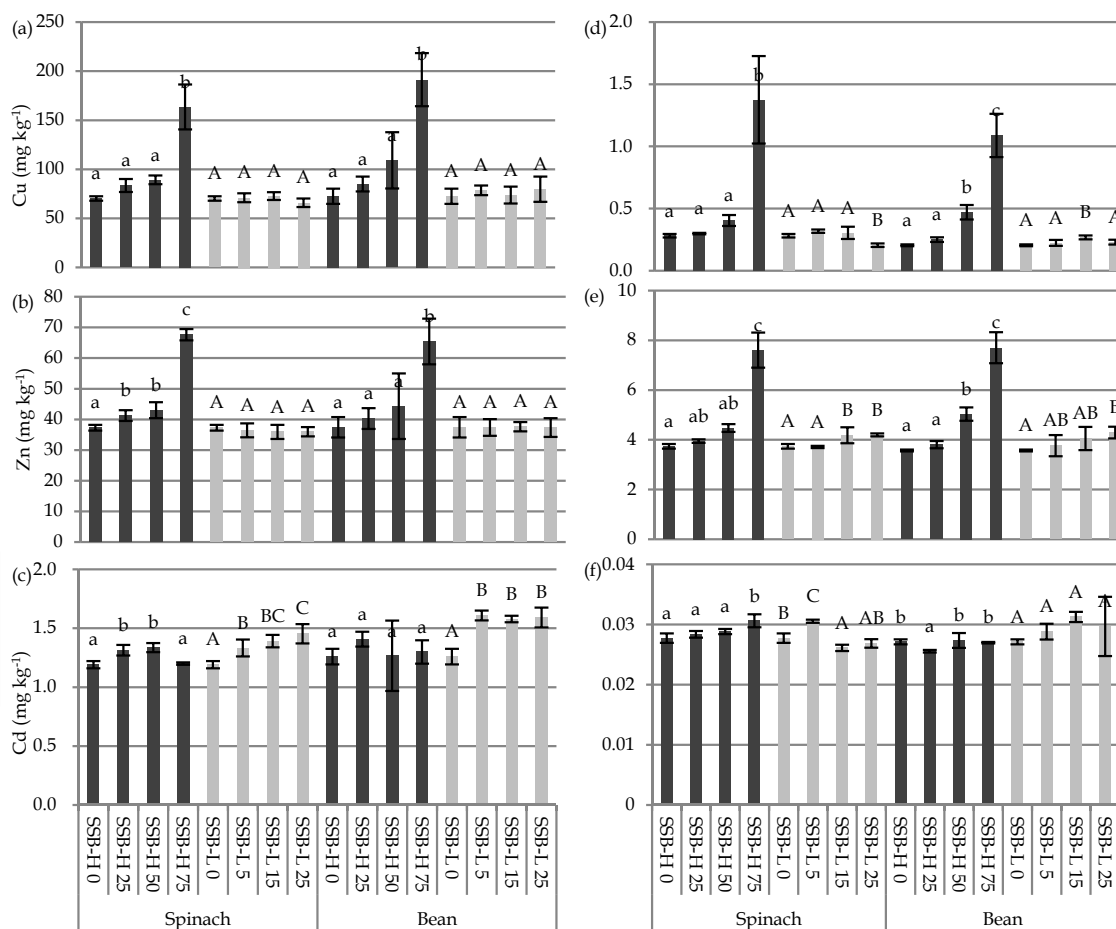 (a)
250
200
150
100
50
0
Cu (mg kg⁻¹)
a a a b A A A A a a a b A A A A
(d)
2.0
1.5
1.0
0.5
0.0
a a a b A A A B a a b c A A B A
(b)
80
70
60
50
40
30
20
10
0
Zn (mg kg⁻¹)
a b b c A A A A a a a b A A A A
(e)
10
8
6
4
2
0
a ab ab c A A B B a a b c A AB AB B
(c)
2.0
1.5
1.0
0.5
0.0
Cd (mg kg⁻¹)
a b b a A B BC C a a a a A B B B
(f)
0.04
0.03
0.02
0.01
0
a a a b B C A AB b a b b A A A A
SSB-H 0
SSB-H 25
SSB-H 50
SSB-H 75
SSB-L 0
SSB-L 5
SSB-L 15
SSB-L 25
SSB-H 0
SSB-H 25
SSB-H 50
SSB-H 75
SSB-L 0
SSB-L 5
SSB-L 15
SSB-L 25
Spinach
Bean
SSB-H 0
SSB-H 25
SSB-H 50
SSB-H 75
SSB-L 0
SSB-L 5
SSB-L 15
SSB-L 25
SSB-H 0
SSB-H 25
SSB-H 50
SSB-H 75
SSB-L 0
SSB-L 5
SSB-L 15
SSB-L 25
Spinach
Bean